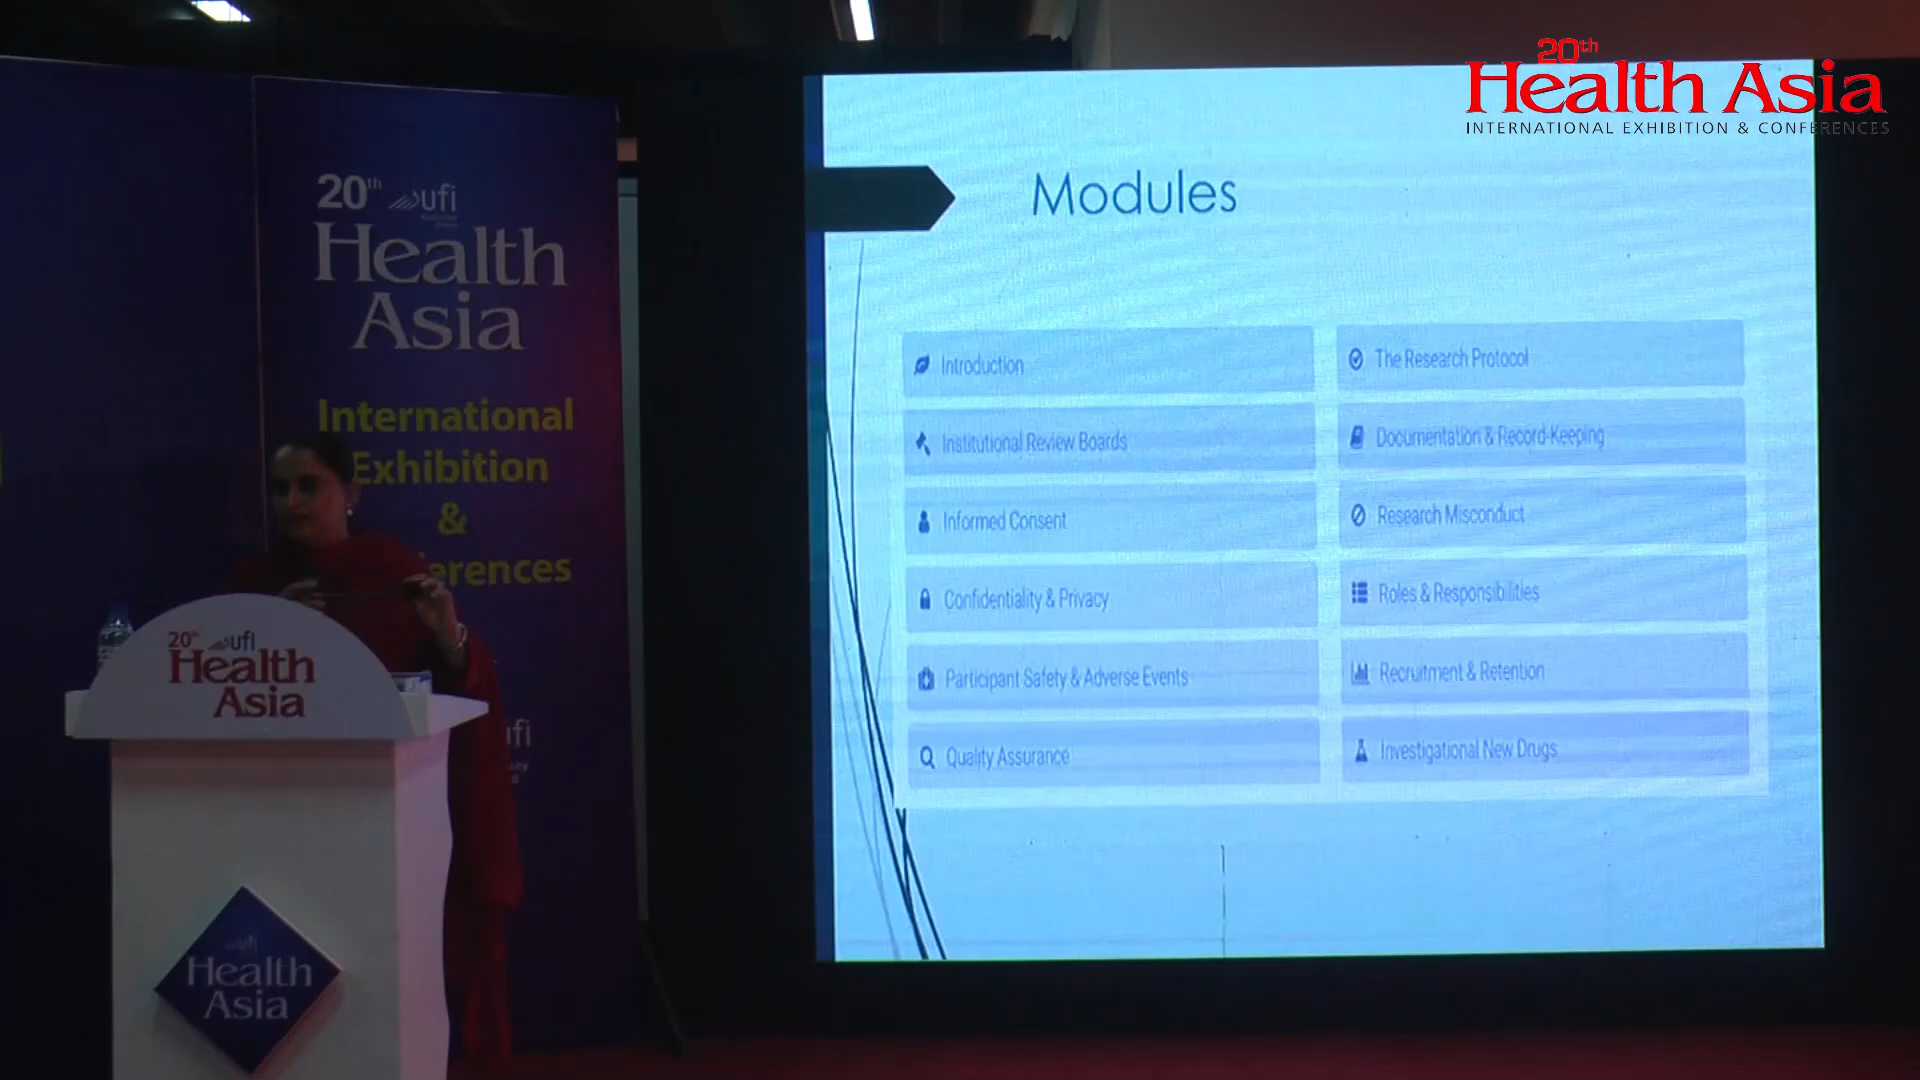 20th
Health Asia
INTERNATIONAL EXHIBITION & CONFERENCES
20th ufi
Health
Asia
International
Exhibition
&
erences
Modules
Introduction
Institutional Review Boards
Informed Consent
Confidentiality & Privacy
Participant Safety & Adverse Events
Quality Assurance
The Research Protocol
Documentation & Record-Keeping
Research Misconduct
Roles & Responsibilities
Recruitment & Retention
Investigational New Drugs
20th ufi
Health
Asia
ufi
Health
Asia